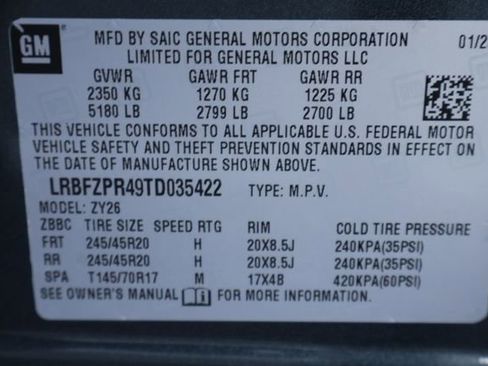 GM
MFD BY SAIC GENERAL MOTORS CORPORATION 01/2
LIMITED FOR GENERAL MOTORS LLC
GVWR GAWR FRT GAWR RR
2350 KG 1270 KG 1225 KG
5180 LB 2799 LB 2700 LB
THIS VEHICLE CONFORMS TO ALL APPLICABLE U.S. FEDERAL MOTOR
VEHICLE SAFETY AND THEFT PREVENTION STANDARDS IN EFFECT ON
THE DATE OF MANUFACTURE SHOWN ABOVE.
LRBFZPR49TD035422 TYPE: M.P.V.
MODEL: ZY26
ZBBC TIRE SIZE SPEED RTG RIM COLD TIRE PRESSURE
FRT 245/45R20 H 20X8.5J 240KPA(35PSI)
RR 245/45R20 H 20X8.5J 240KPA(35PSI)
SPA T145/70R17 M 17X4B 420KPA(60PSI)
SEE OWNER'S MANUAL FOR MORE INFORMATION.